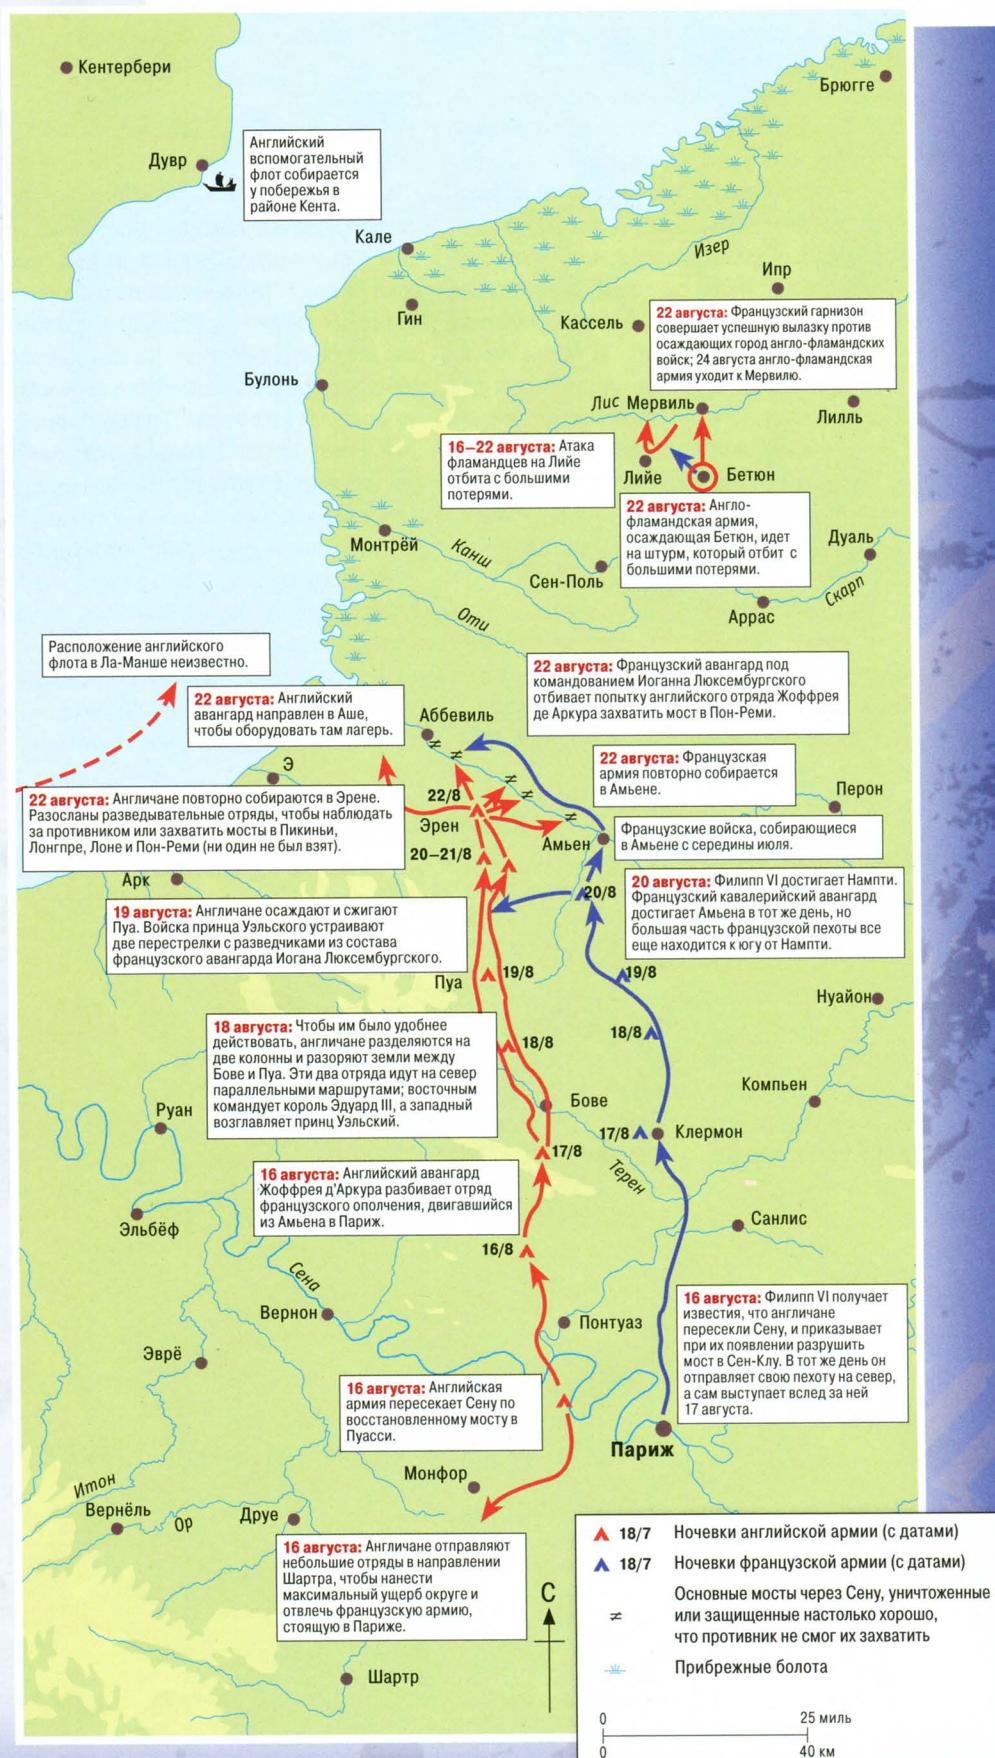 Кентербери
Брюгге
Дувр
Английский
вспомогательный
флот собирается
у побережья в
районе Кента.
Кале
Изер
Ипр
Гин
Кассель
22 августа: Французский гарнизон
совершает успешную вылазку против
осаждающих город англо-фламандских
войск; 24 августа англо-фламандская
армия уходит к Мервилю.
Булонь
Лис Мервиль
Лилль
16–22 августа: Атака
фламандцев на Лийе
отбита с большими
потерями.
Лийе
Бетюн
22 августа: Англо-
фламандская армия,
осаждающая Бетюн, идет
на штурм, который отбит с
большими потерями.
Монтрёй
Канш
Сен-Поль
Дуаль
Скарп
Аррас
Оти
Расположение английского
флота в Ла-Манше неизвестно.
22 августа: Французский авангард под
командованием Иоганна Люксембургского
отбивает попытку английского отряда Жоффрея
де Аркура захватить мост в Пон-Реми.
22 августа: Английский
авангард направлен в Аше,
чтобы оборудовать там лагерь.
Аббевиль
22 августа: Французская
армия повторно собирается
в Амьене.
Э
Перон
22 августа: Англичане повторно собираются в Эрене.
Разосланы разведывательные отряды, чтобы наблюдать
за противником или захватить мосты в Пикиньи,
Лонгпре, Лоне и Пон-Реми (ни один не был взят).
22/8
Эрен
Амьен
Французские войска, собирающиеся
в Амьене с середины июля.
20–21/8
Арк
20/8
20 августа: Филипп VI достигает Нампти.
Французский кавалерийский авангард
достигает Амьена в тот же день, но
большая часть французской пехоты все
еще находится к югу от Нампти.
19 августа: Англичане осаждают и сжигают
Пуа. Войска принца Уэльского устраивают
две перестрелки с разведчиками из состава
французского авангарда Иогана Люксембургского.
Пуа
19/8
19/8
Нуайон
18 августа: Чтобы им было удобнее
действовать, англичане разделяются на
две колонны и разоряют земли между
Бове и Пуа. Эти два отряда идут на север
параллельными маршрутами; восточным
командует король Эдуард III, а западный
возглавляет принц Уэльский.
18/8
18/8
Компьен
Руан
Бове
17/8
Клермон
17/8
Терен
16 августа: Английский авангард
Жоффрея д'Аркура разбивает отряд
французского ополчения, двигавшийся
из Амьена в Париж.
Эльбёф
Санлис
16/8
Сена
Вернон
Понтуаз
16 августа: Филипп VI получает
известия, что англичане
пересекли Сену, и приказывает
при их появлении разрушить
мост в Сен-Клу. В тот же день он
отправляет свою пехоту на север,
а сам выступает вслед за ней
17 августа.
Эврё
16 августа: Английская
армия пересекает Сену по
восстановленному мосту в
Пуасси.
Париж
Монфор
Итон
Вернёль
Ор
Друе
16 августа: Англичане отправляют
небольшие отряды в направлении
Шартра, чтобы нанести
максимальный ущерб округе и
отвлечь французскую армию,
стоящую в Париже.
Шартр
С
18/7 Ночевки английской армии (с датами)
18/7 Ночевки французской армии (с датами)
Основные мосты через Сену, уничтоженные
или защищенные настолько хорошо,
что противник не смог их захватить
Прибрежные болота
0 25 миль
0 40 км